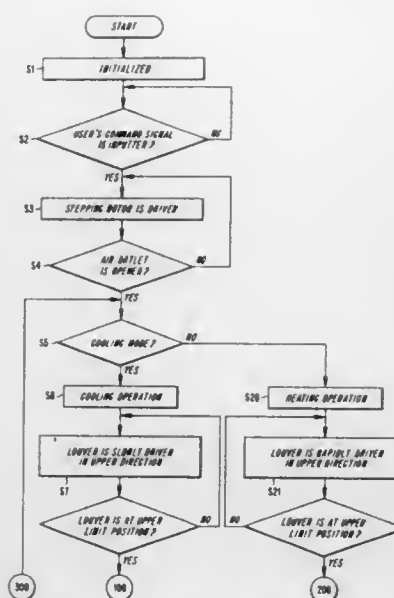 START
S1
INITIALIZED
S2
USER'S COMMAND SIGNAL
IS INPUTTER?
NO
YES
S3
STEPPING MOTOR IS DRIVEN
S4
AIR OUTLET
IS OPENED?
NO
YES
S5
COOLING MODE?
NO
YES
S6
COOLING OPERATION
S20
HEATING OPERATION
LOUVER IS SLOWLY DRIVEN
IN UPPER DIRECTION
LOUVER IS RAPIDLY DRIVEN
IN UPPER DIRECTION
S7
S21
LOUVER IS AT UPPER
LIMIT POSITION?
NO
NO
LOUVER IS AT UPPER
LIMIT POSITION?
YES
YES
300
100
200